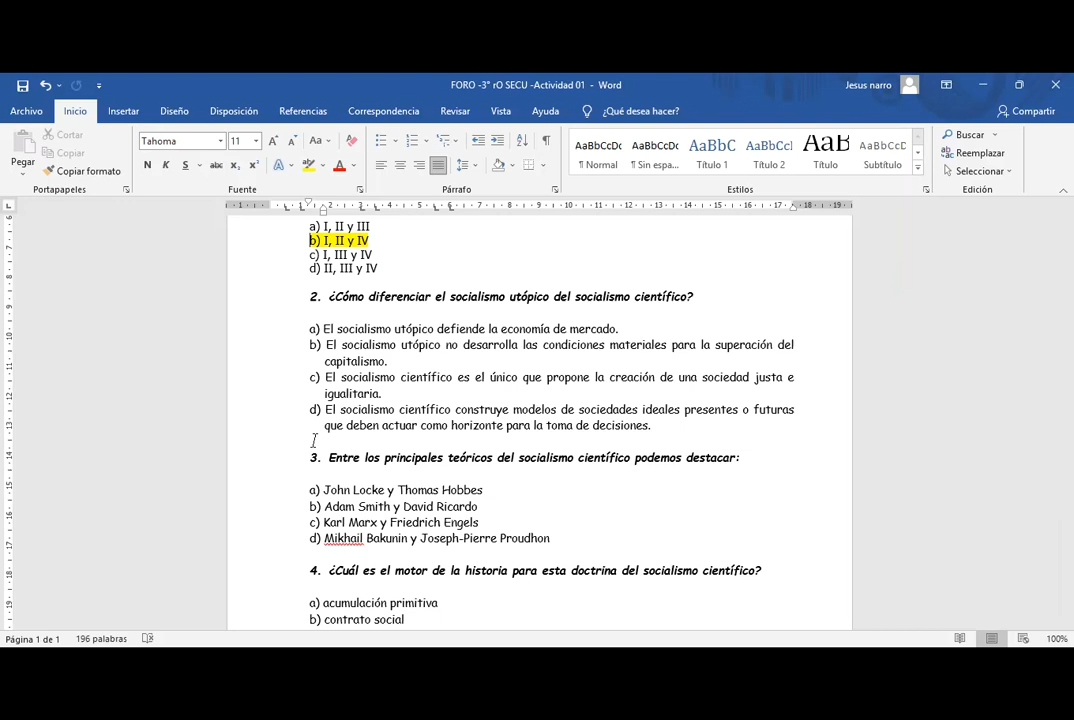 FORO -3° rO SECU -Actividad 01 - Word
Jesus narro
Archivo Inicio Insertar Diseño Disposición Referencias Correspondencia Revisar Vista Ayuda ¿Qué desea hacer? Compartir
Pegar
Cortar
Copiar
Copiar formato
Portapapeles
Tahoma 11
N K S abc x₂ x²
Fuente
Párrafo
AaBbCcDc AaBbCcDc AaBbC AaBbCcC AaB AaBbCcD
¶ Normal ¶ Sin espa... Título 1 Título 2 Título Subtítulo
Estilos
Buscar
Reemplazar
Seleccionar
Edición
a) I, II y III
b) I, II y IV
c) I, III y IV
d) II, III y IV
2. ¿Cómo diferenciar el socialismo utópico del socialismo científico?
a) El socialismo utópico defiende la economía de mercado.
b) El socialismo utópico no desarrolla las condiciones materiales para la superación del
capitalismo.
c) El socialismo científico es el único que propone la creación de una sociedad justa e
igualitaria.
d) El socialismo científico construye modelos de sociedades ideales presentes o futuras
que deben actuar como horizonte para la toma de decisiones.
3. Entre los principales teóricos del socialismo científico podemos destacar:
a) John Locke y Thomas Hobbes
b) Adam Smith y David Ricardo
c) Karl Marx y Friedrich Engels
d) Mikhail Bakunin y Joseph-Pierre Proudhon
4. ¿Cuál es el motor de la historia para esta doctrina del socialismo científico?
a) acumulación primitiva
b) contrato social
Página 1 de 1 196 palabras 100%